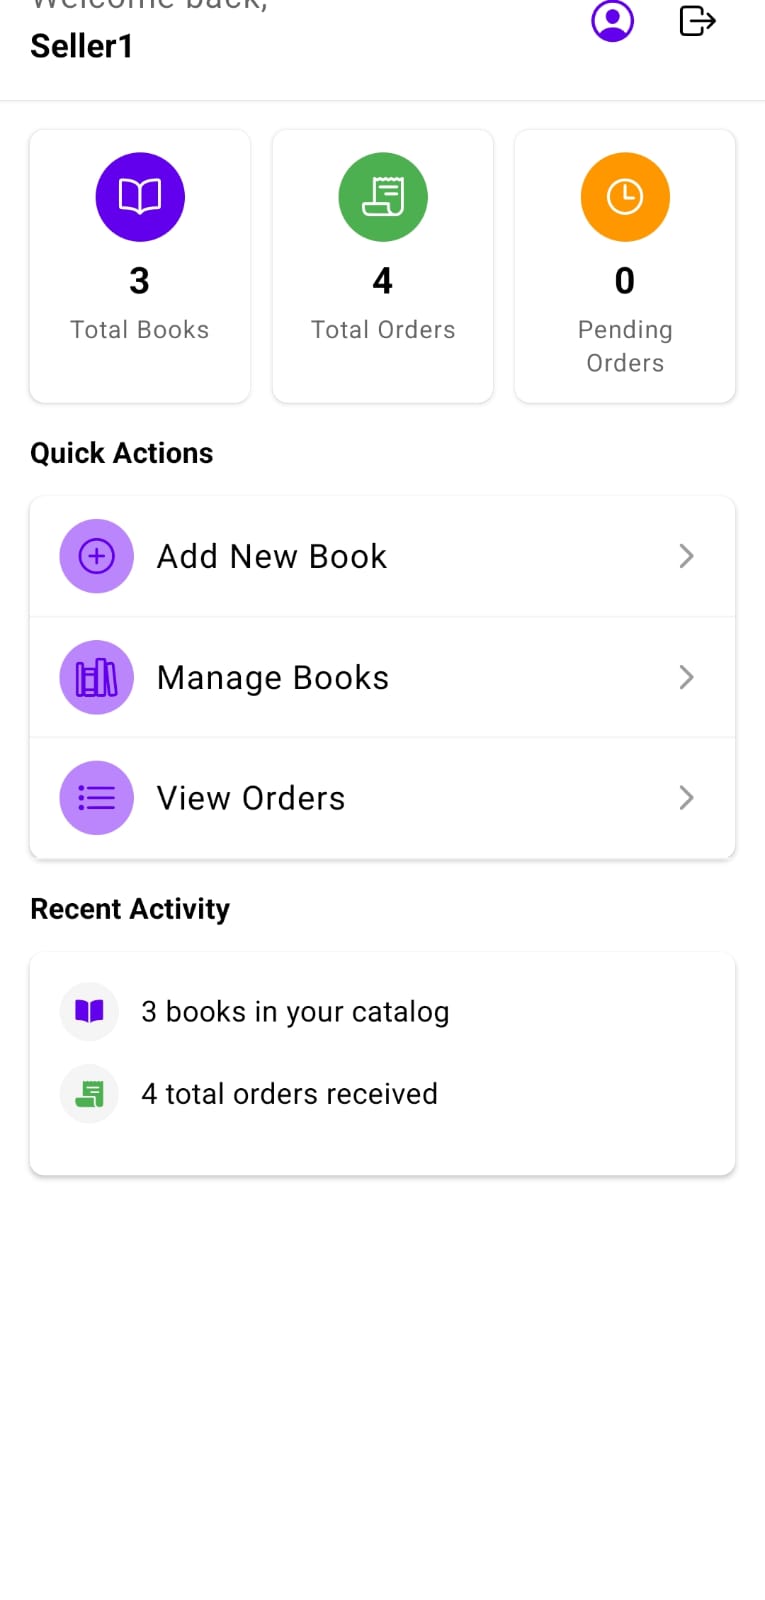 Welcome back,
Seller1
3
Total Books
4
Total Orders
0
Pending
Orders
Quick Actions
Add New Book
Manage Books
View Orders
Recent Activity
3 books in your catalog
4 total orders received